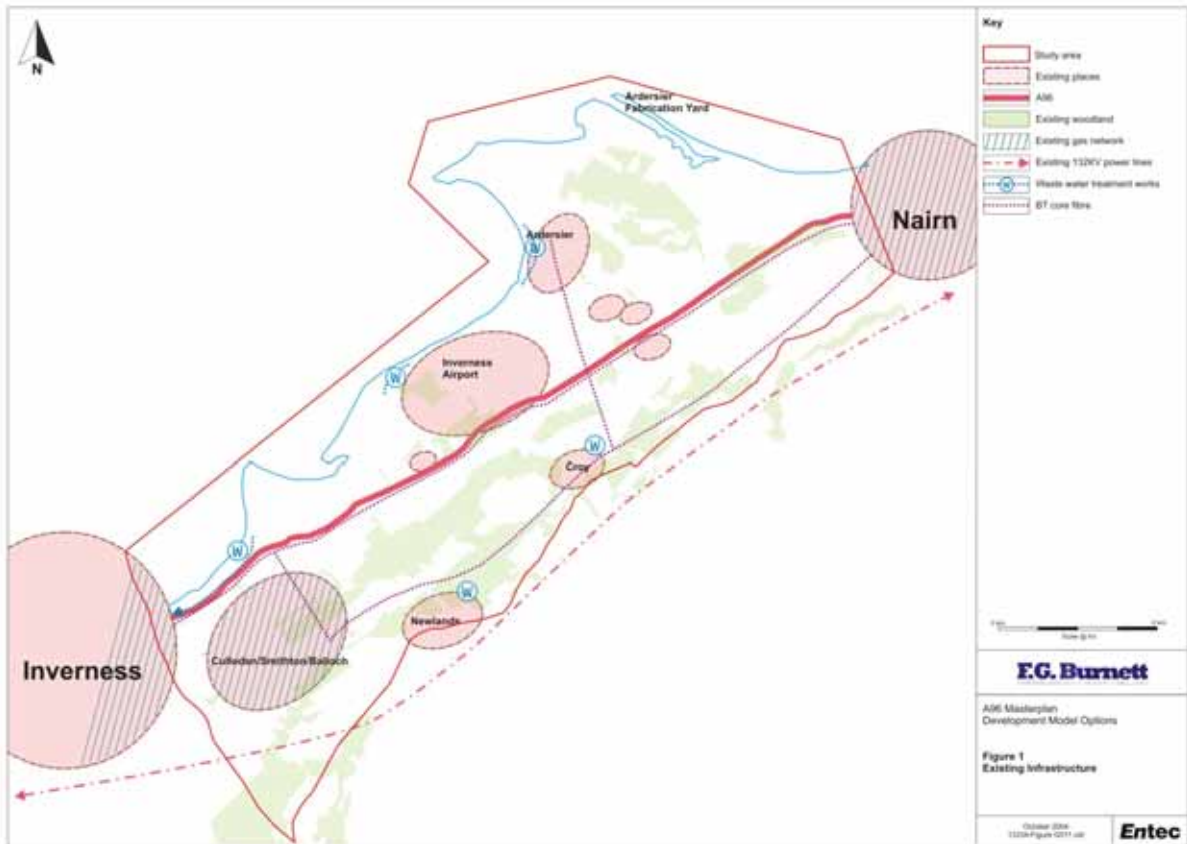 N
Ardersier
Fabrication Yard
Nairn
Ardersier
W
Inverness
Airport
W
W
Croy
W
W
Newlands
Culloden/Smithton/Balloch
Inverness
Key
Study area
Existing places
A96
Existing woodland
Existing gas network
Existing 132KV power lines
W
Waste water treatment works
BT core fibre
F.G. Burnett
A96 Masterplan
Development Model Options
Figure 1
Existing Infrastructure
October 2004
Entec